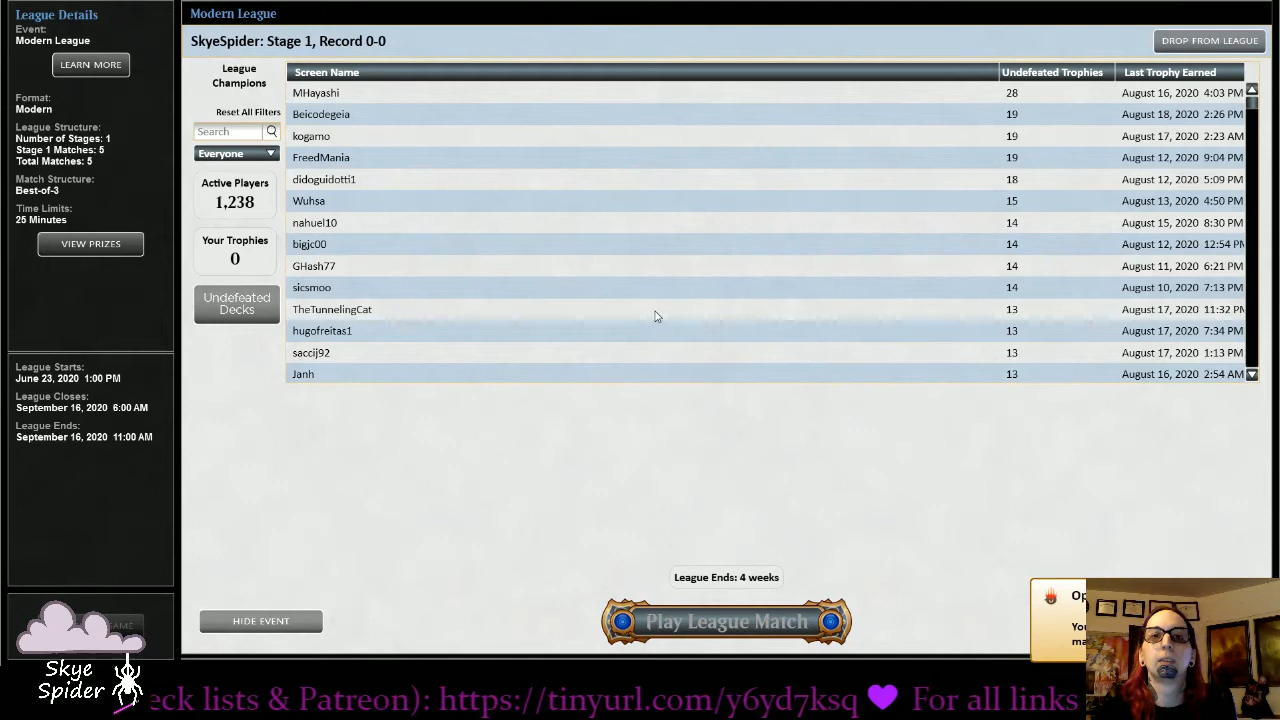 League Details
Event:
Modern League
LEARN MORE
Format:
Modern
League Structure:
Number of Stages: 1
Stage 1 Matches: 5
Total Matches: 5
Match Structure:
Best-of-3
Time Limits:
25 Minutes
VIEW PRIZES
League Starts:
June 23, 2020 1:00 PM
League Closes:
September 16, 2020 6:00 AM
League Ends:
September 16, 2020 11:00 AM
Skye
Spider
Modern League
SkyeSpider: Stage 1, Record 0-0
DROP FROM LEAGUE
League
Champions
Reset All Filters
Search
Everyone
Active Players
1,238
Your Trophies
0
Undefeated
Decks
Screen Name Undefeated Trophies Last Trophy Earned
MHayashi 28 August 16, 2020 4:03 PM
Beicodegeia 19 August 18, 2020 2:26 PM
kogamo 19 August 17, 2020 2:23 AM
FreedMania 19 August 12, 2020 9:04 PM
didoguidotti1 18 August 12, 2020 5:09 PM
Wuhsa 15 August 13, 2020 4:50 PM
nahuel10 14 August 15, 2020 8:30 PM
bigjc00 14 August 12, 2020 12:54 PM
GHash77 14 August 11, 2020 6:21 PM
sicsmoo 14 August 10, 2020 7:13 PM
TheTunnelingCat 13 August 17, 2020 11:32 PM
hugofreitas1 13 August 17, 2020 7:34 PM
saccij92 13 August 17, 2020 1:13 PM
Janh 13 August 16, 2020 2:54 AM
League Ends: 4 weeks
HIDE EVENT
Play League Match
Op
You
ma
eck lists & Patreon): https://tinyurl.com/y6yd7ksq 💜 For all links